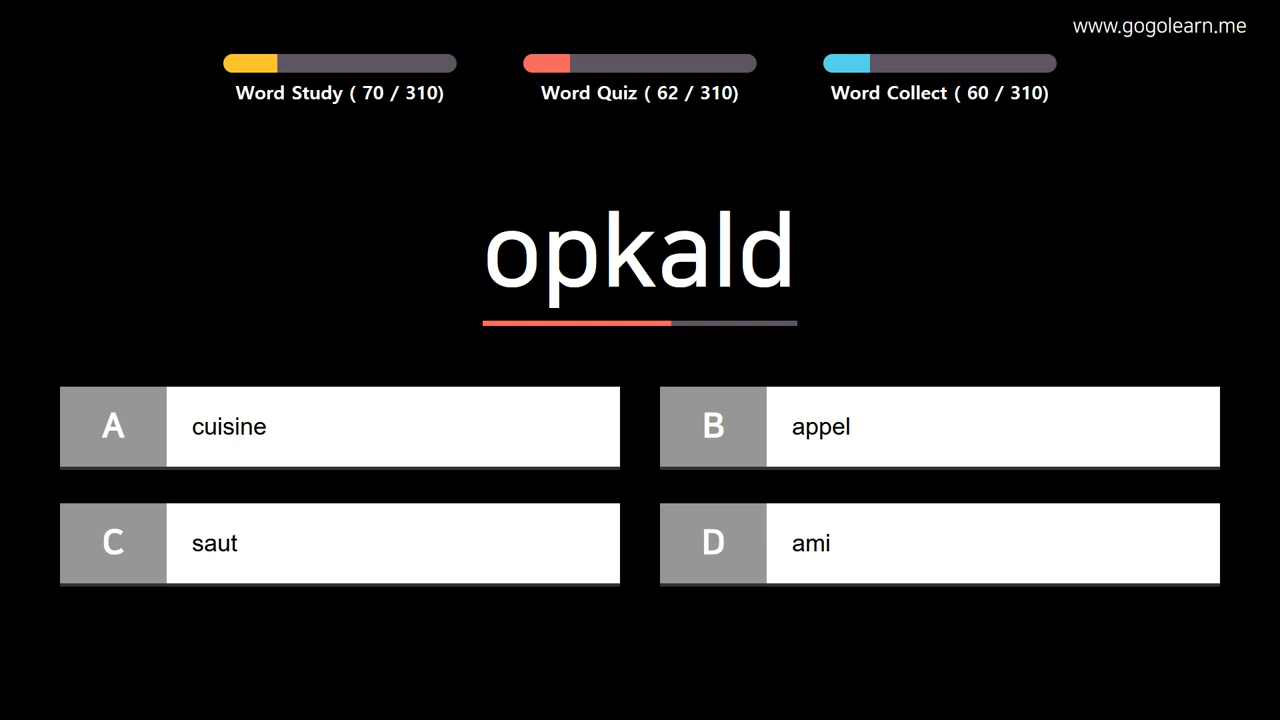 www.gogolearn.me
Word Study ( 70 / 310)
Word Quiz ( 62 / 310)
Word Collect ( 60 / 310)
opkald
A cuisine
B appel
C saut
D ami